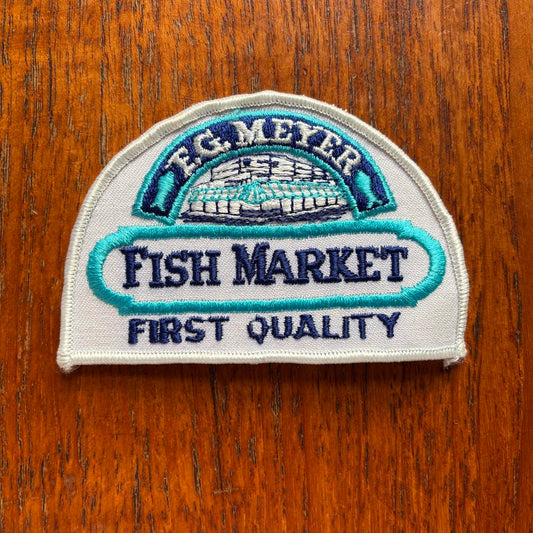 F.G. MEYER
FISH MARKET
FIRST QUALITY